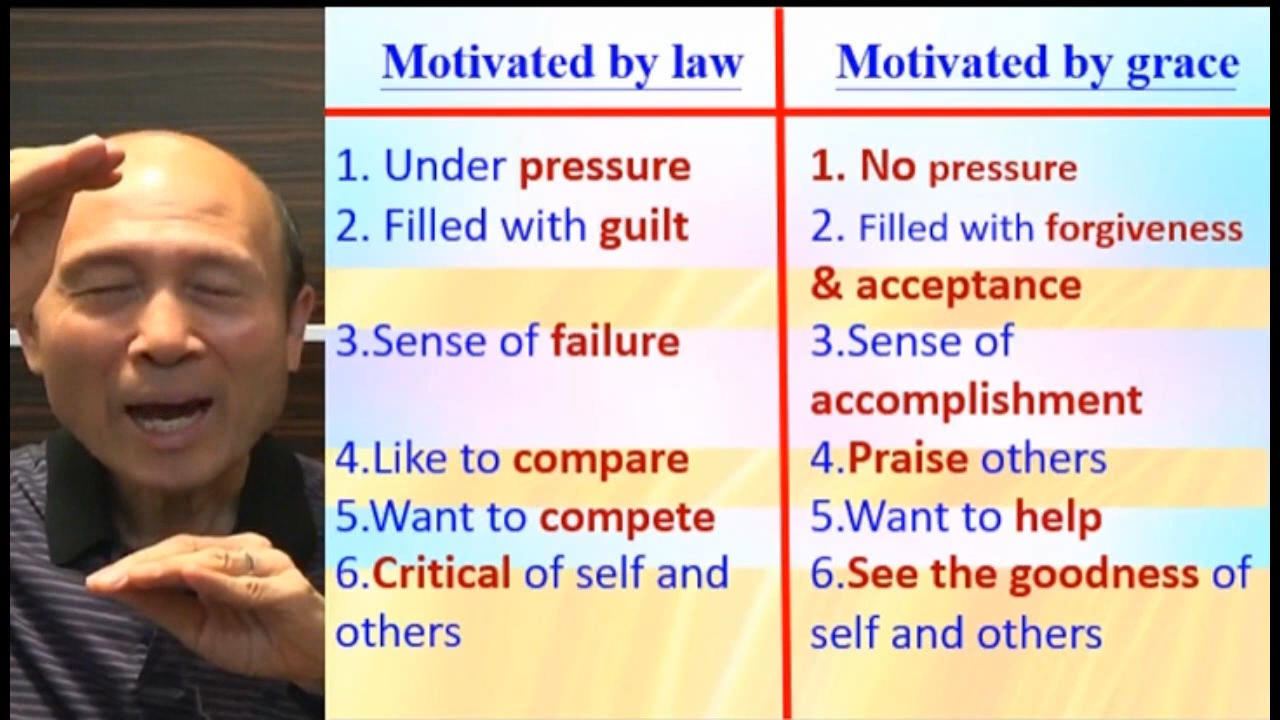 Motivated by law
1. Under pressure
2. Filled with guilt
3.Sense of failure
4.Like to compare
5.Want to compete
6.Critical of self and
others
Motivated by grace
1. No pressure
2. Filled with forgiveness
& acceptance
3.Sense of
accomplishment
4.Praise others
5.Want to help
6.See the goodness of
self and others